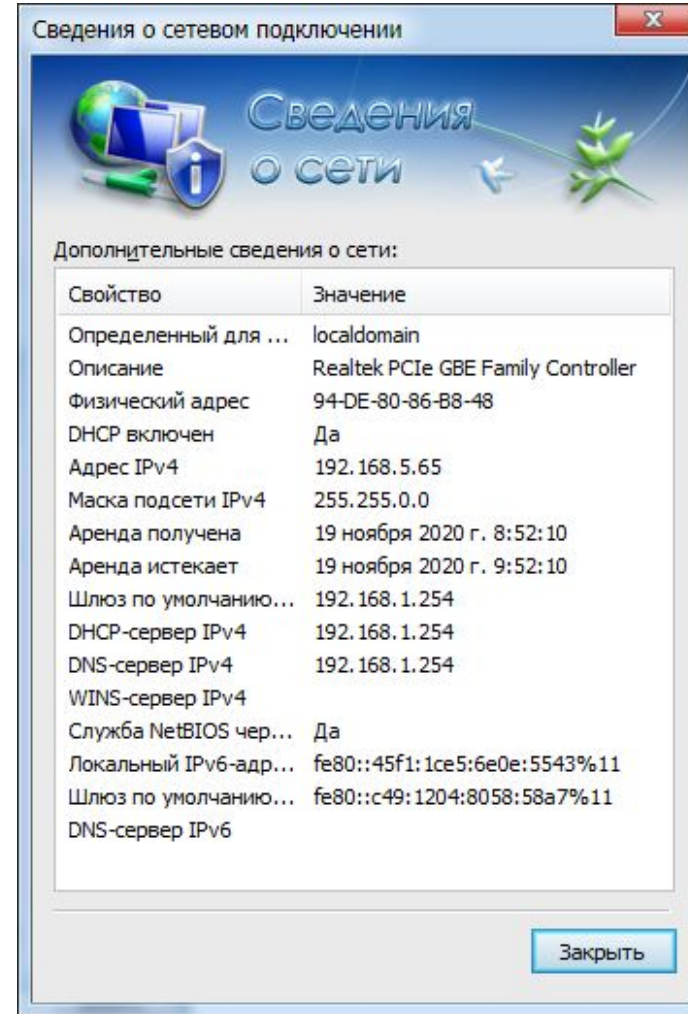 Сведения о сетевом подключении
Сведения
о сети
Дополнительные сведения о сети:
Свойство Значение
Определенный для ... localdomain
Описание Realtek PCIe GBE Family Controller
Физический адрес 94-DE-80-86-B8-48
DHCP включен Да
Адрес IPv4 192.168.5.65
Маска подсети IPv4 255.255.0.0
Аренда получена 19 ноября 2020 г. 8:52:10
Аренда истекает 19 ноября 2020 г. 9:52:10
Шлюз по умолчанию... 192.168.1.254
DHCP-сервер IPv4 192.168.1.254
DNS-сервер IPv4 192.168.1.254
WINS-сервер IPv4
Служба NetBIOS чер... Да
Локальный IPv6-адр... fe80::45f1:1ce5:6e0e:5543%11
Шлюз по умолчанию... fe80::c49:1204:8058:58a7%11
DNS-сервер IPv6
Закрыть